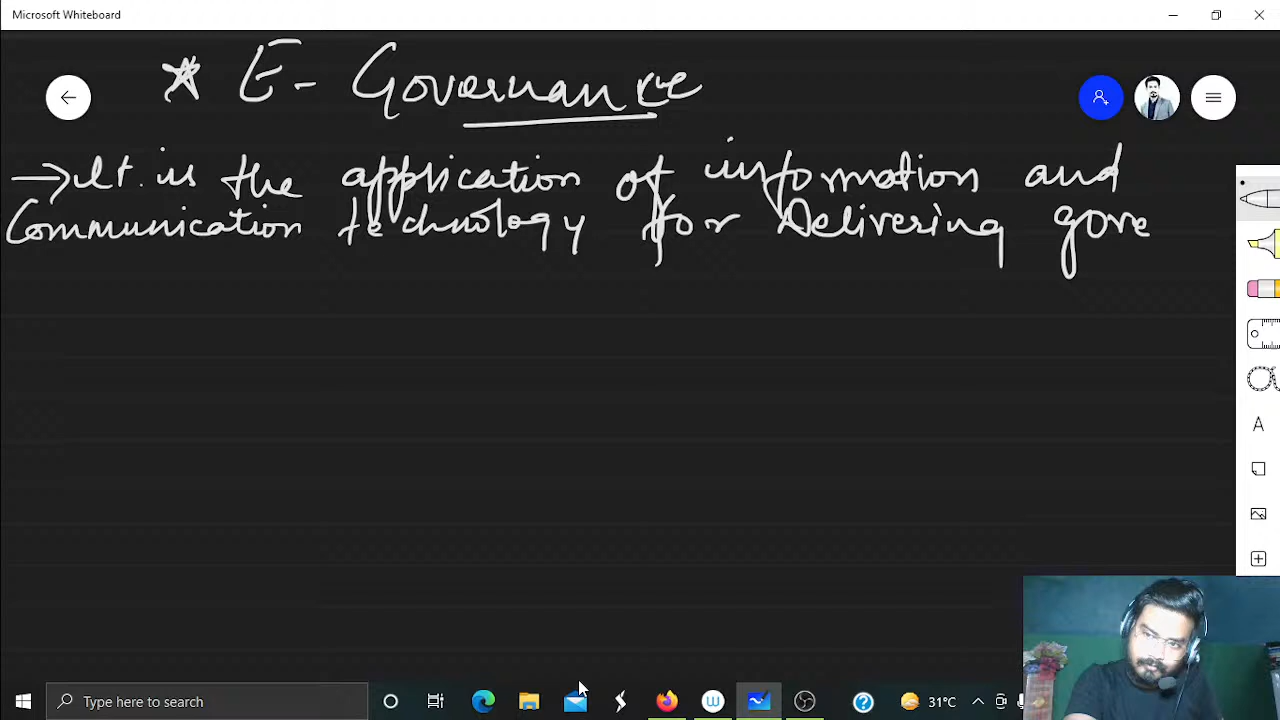 Microsoft Whiteboard
* E- Governance
→ It is the application of information and
Communication technology for Delivering gove
A
Type here to search
31°C